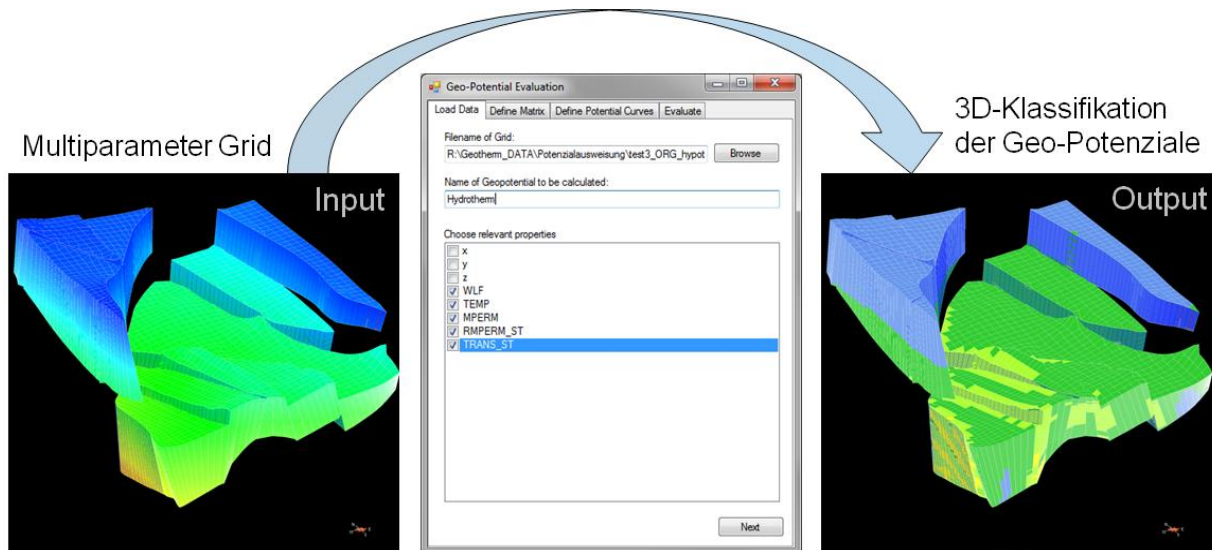 Multiparameter Grid
Input
Geo-Potential Evaluation
Load Data
Define Matrix
Define Potential Curves
Evaluate
Filename of Grid:
R:\Geotherm_DATA\Potenzialausweisung\test3_ORG_hypot
Browse
Name of Geopotential to be calculated:
Hydrotherm
Choose relevant properties
x
y
z
WLF
TEMP
MPERM
RMPERM_ST
TRANS_ST
Next
3D-Klassifikation
der Geo-Potenziale
Output